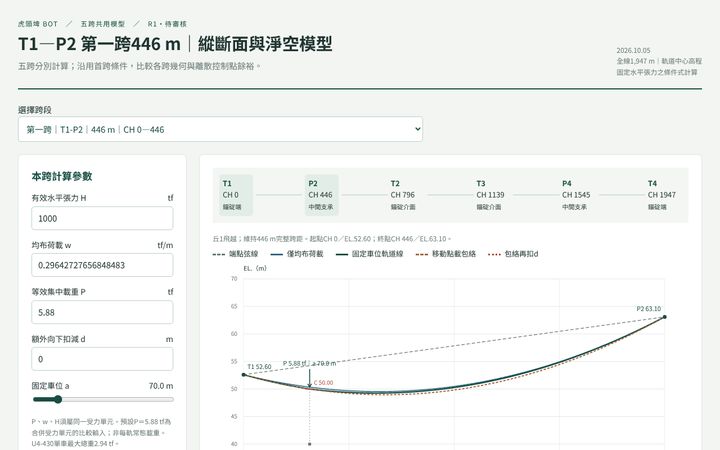 虎頭埤 BOT ／ 五跨共用模型 ／ R1・待審核
T1—P2 第一跨446 m｜縱斷面與淨空模型
五跨分別計算；沿用首跨條件，比較各跨幾何與離散控制點餘裕。
2026.10.05
全線1,947 m｜軌道中心高程
固定水平張力之條件式計算
選擇跨段
第一跨｜T1-P2｜446 m｜CH 0—446
本跨計算參數
有效水平張力 H tf
1000
均布荷載 w tf/m
0.29642727656848483
等效集中載重 P tf
5.88
額外向下扣減 d m
0
固定車位 a 70.0 m
P、w、H須屬同一受力單元。預設P＝5.88 tf為
合併受力單元的比較輸入；非每軌常態載重。
U4-430單車最大總重2.94 tf。
T1 P2 T2 T3 P4 T4
CH 0 CH 446 CH 796 CH 1139 CH 1545 CH 1947
錨碇端 中間支承 錨碇介面 錨碇介面 中間支承 錨碇端
丘1飛越；維持446 m完整跨距。起點CH 0／EL.52.60；終點CH 446／EL.63.10。
端點弦線 僅均布荷載 固定車位軌道線 移動點載包絡 包絡再扣d
EL.（m）
70
65
P2 63.10
60
55
T1 52.60
P 5.88 tf｜a 70.0 m
C 50.00
50
45
40